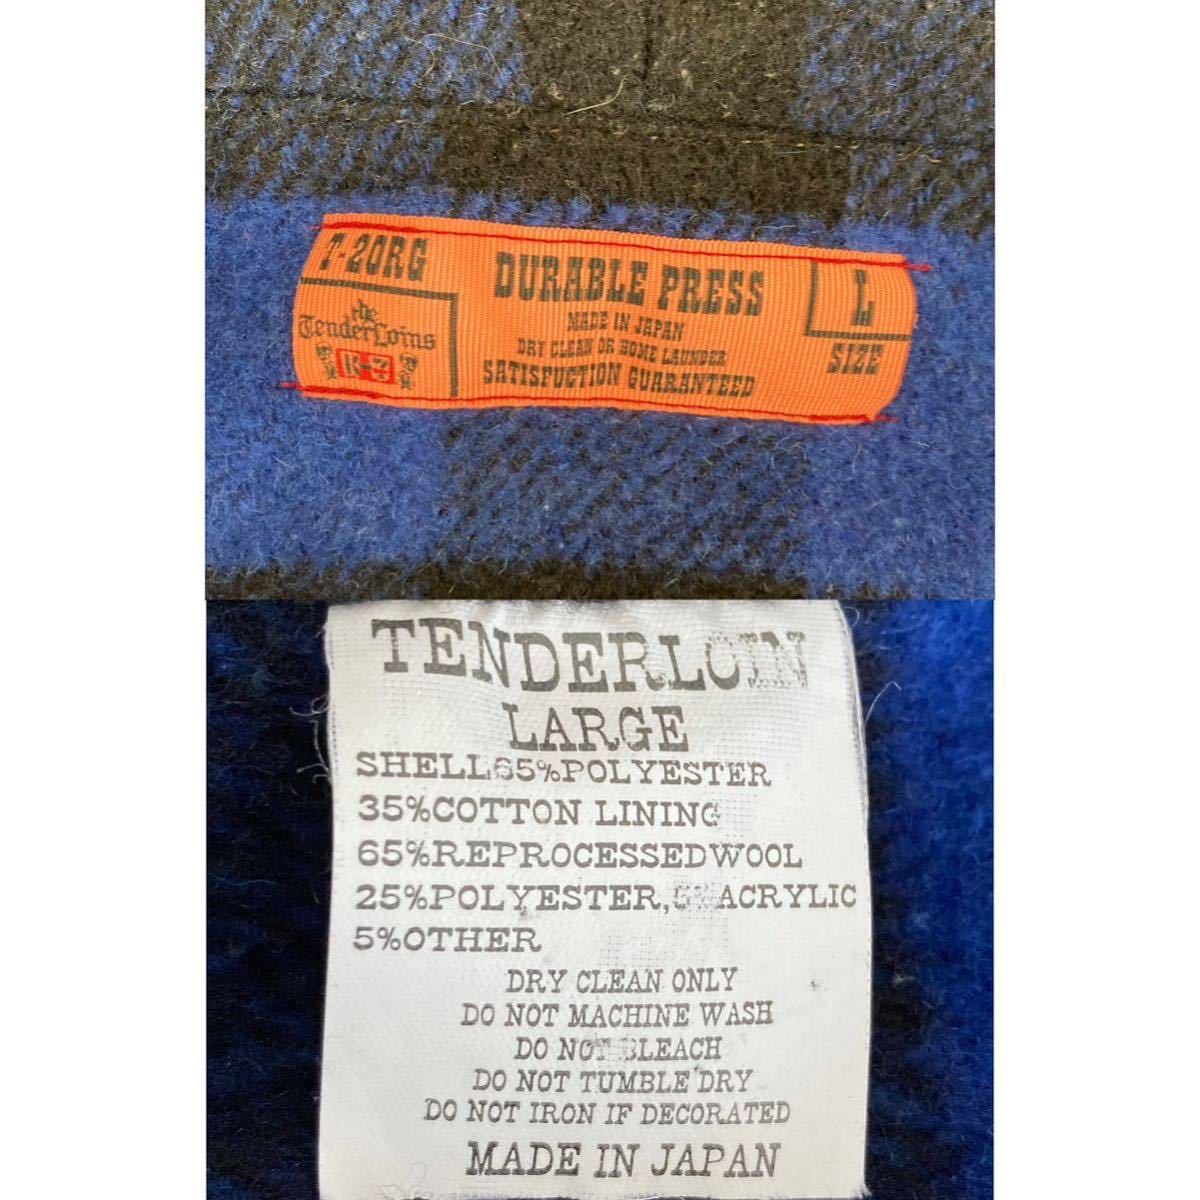 T-20RG
the
TenderLoins
K-7
DURABLE PRESS
MADE IN JAPAN
DRY CLEAN OR HOME LAUNDER
SATISFUCTION GUARANTEED
L
SIZE
TENDERLOIN
LARGE
SHELL65%POLYESTER
35%COTTON LINING
65%REPROCESSEDWOOL
25%POLYESTER,5%ACRYLIC
5%OTHER
DRY CLEAN ONLY
DO NOT MACHINE WASH
DO NOT BLEACH
DO NOT TUMBLE DRY
DO NOT IRON IF DECORATED
MADE IN JAPAN